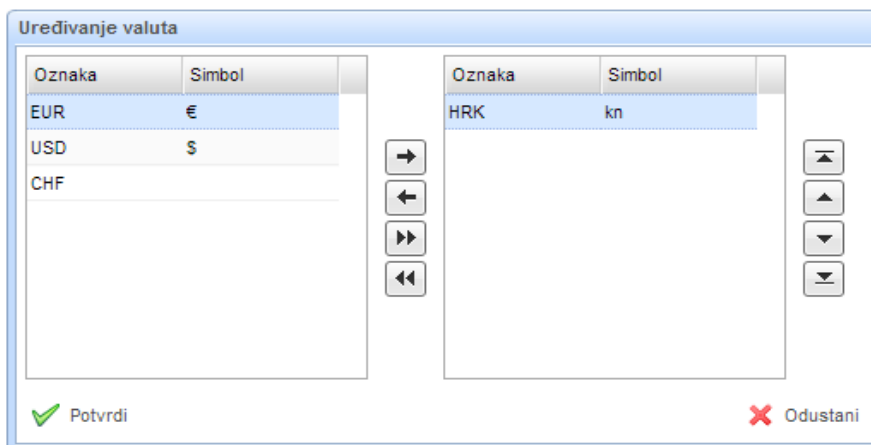 Uređivanje valuta
Oznaka Simbol
EUR €
USD $
CHF
Oznaka Simbol
HRK kn
Potvrdi
Odustani